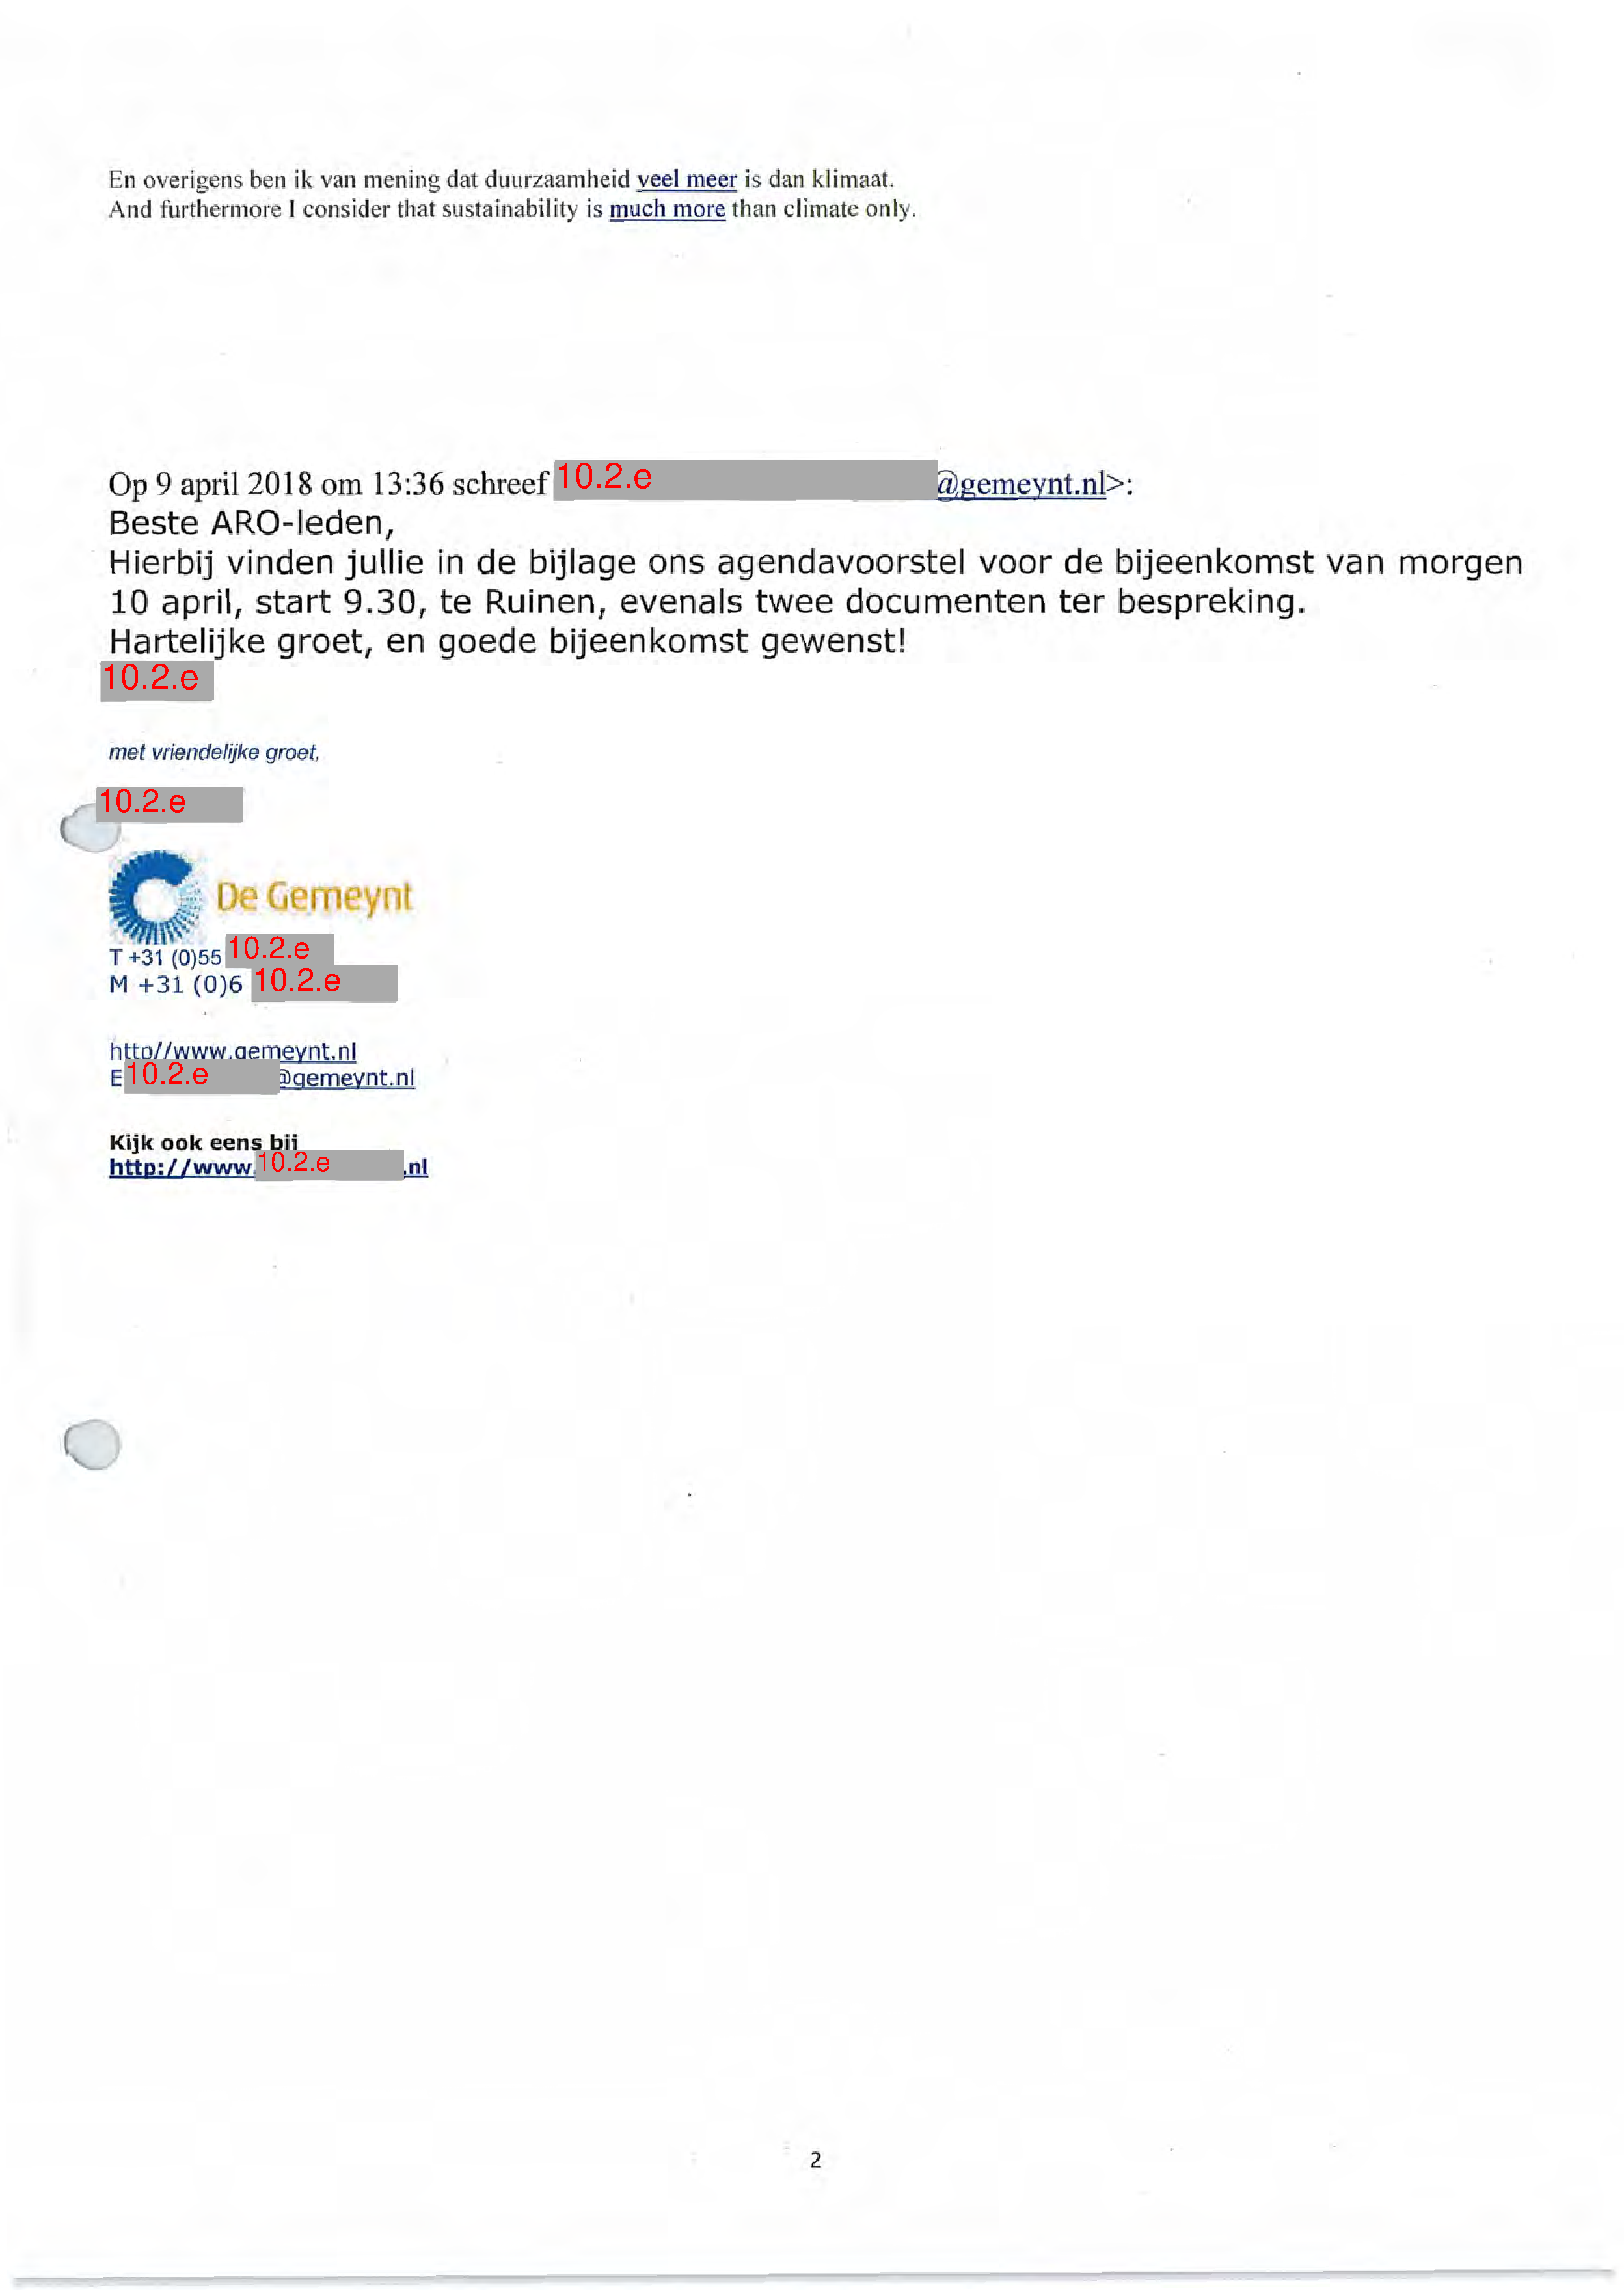 En overigens ben ik van mening dat duurzaamheid veel meer is dan klimaat.
And furthermore I consider that sustainability is much more than climate only.
Op 9 april 2018 om 13:36 schreef 10.2.e @gemeynt.nl>:
Beste ARO-leden,
Hierbij vinden jullie in de bijlage ons agendavoorstel voor de bijeenkomst van morgen
10 april, start 9.30, te Ruinen, evenals twee documenten ter bespreking.
Hartelijke groet, en goede bijeenkomst gewenst!
10.2.e
met vriendelijke groet,
10.2.e
De Gemeynt
T +31 (0)55 10.2.e
M +31 (0)6 10.2.e
http//www.gemeynt.nl
E 10.2.e @gemeynt.nl
Kijk ook eens bij
http://www. 10.2.e .nl
2